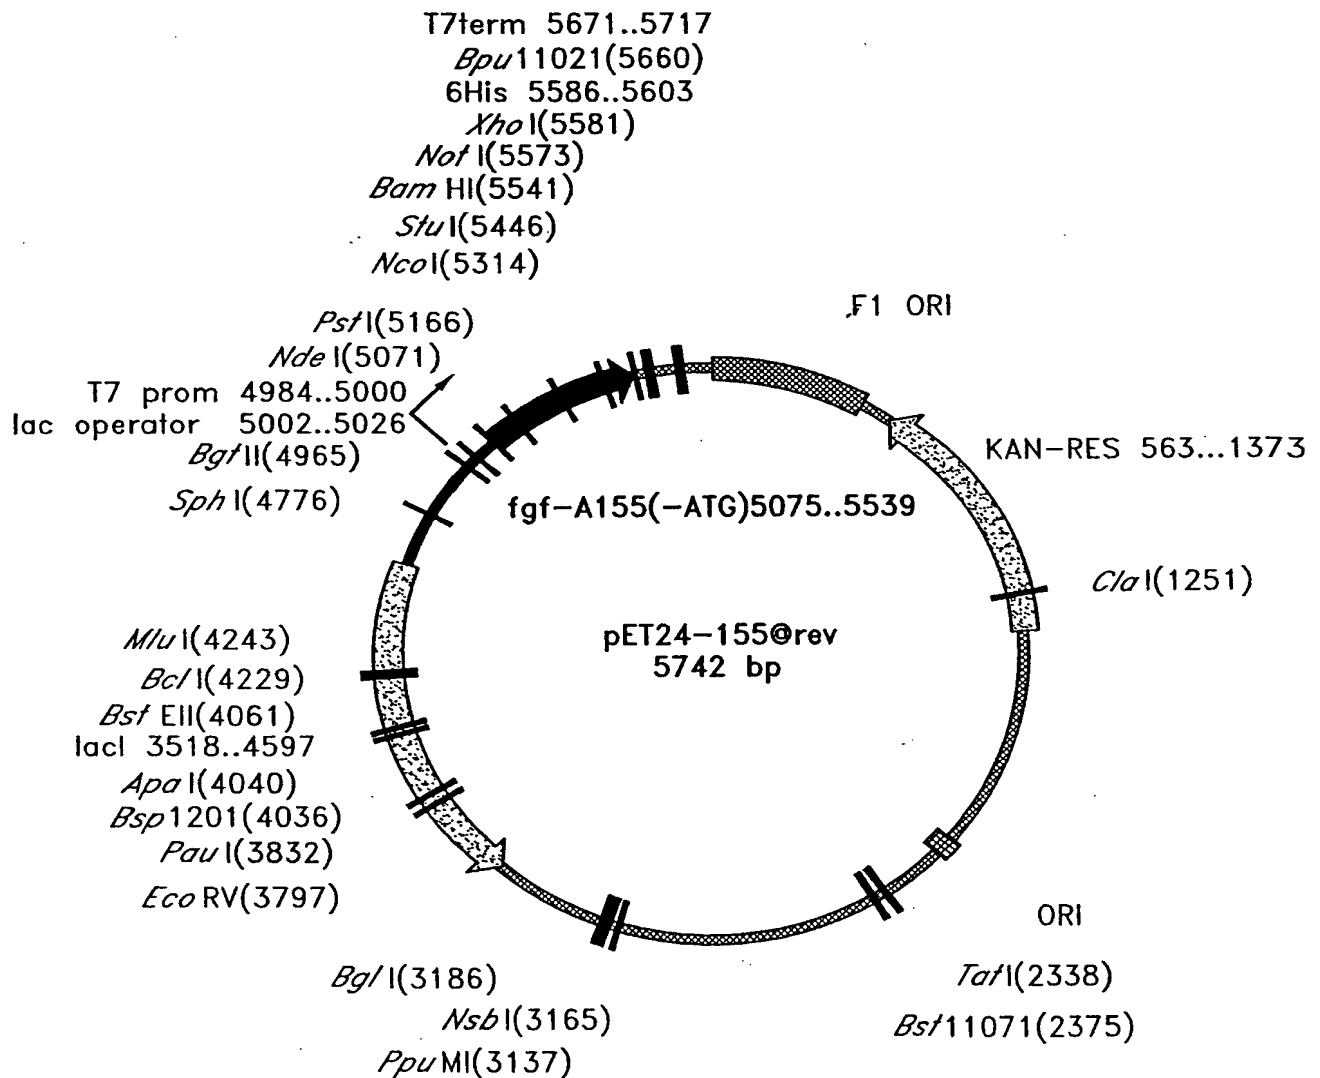 T7term 5671..5717
Bpu11021(5660)
6His 5586..5603
XhoI(5581)
NotI(5573)
BamHI(5541)
StuI(5446)
NcoI(5314)
F1 ORI
PstI(5166)
NdeI(5071)
T7 prom 4984..5000
lac operator 5002..5026
KAN-RES 563...1373
BglII(4965)
SphI(4776)
fgf-A155(-ATG)5075..5539
ClaI(1251)
MluI(4243)
pET24-155@rev
5742 bp
BclI(4229)
BstEII(4061)
lacI 3518..4597
ApaI(4040)
Bsp1201(4036)
PauI(3832)
EcoRV(3797)
ORI
BglI(3186)
TatI(2338)
NsbI(3165)
Bst11071(2375)
PpuMI(3137)